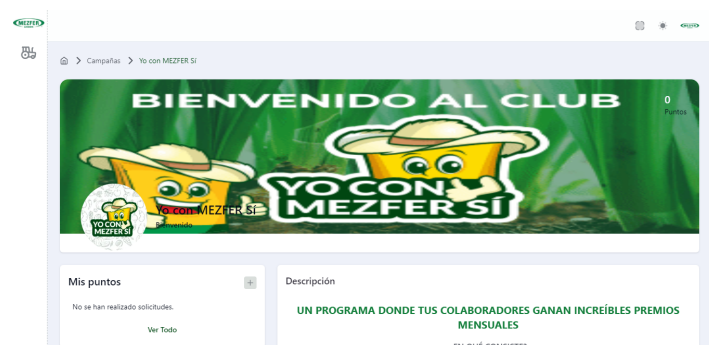 MEZFER
MEZFER
Campañas
Yo con MEZFER Sí
BIENVENIDO AL CLUB
0
Puntos
YO CON
MEZFER SÍ
YO CON
MEZFER SÍ
Yo con MEZFER Sí
Bienvenido
Mis puntos
+
Descripción
No se han realizado solicitudes.
Ver Todo
UN PROGRAMA DONDE TUS COLABORADORES GANAN INCREÍBLES PREMIOS
MENSUALES